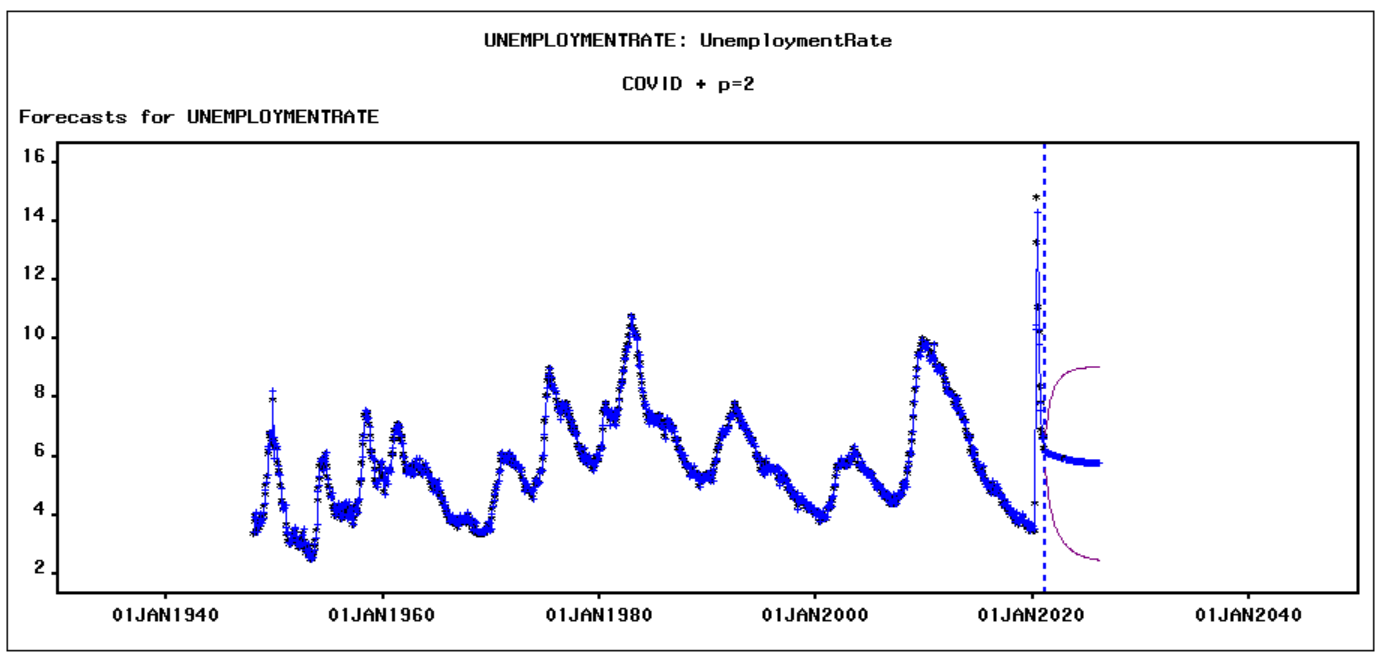 UNEMPLOYMENTRATE: UnemploymentRate
COVID + p=2
Forecasts for UNEMPLOYMENTRATE
16
14
12
10
8
6
4
2
01JAN1940 01JAN1960 01JAN1980 01JAN2000 01JAN2020 01JAN2040